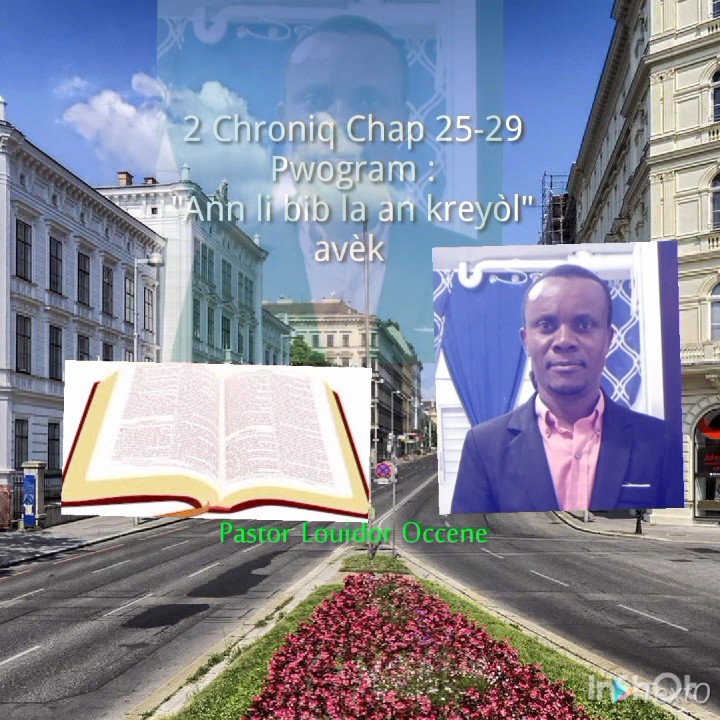 2 Chroniq Chap 25-29
Pwogram :
"Ann li bib la an kreyòl"
avèk
Pastor Louidor Occene
InShOt